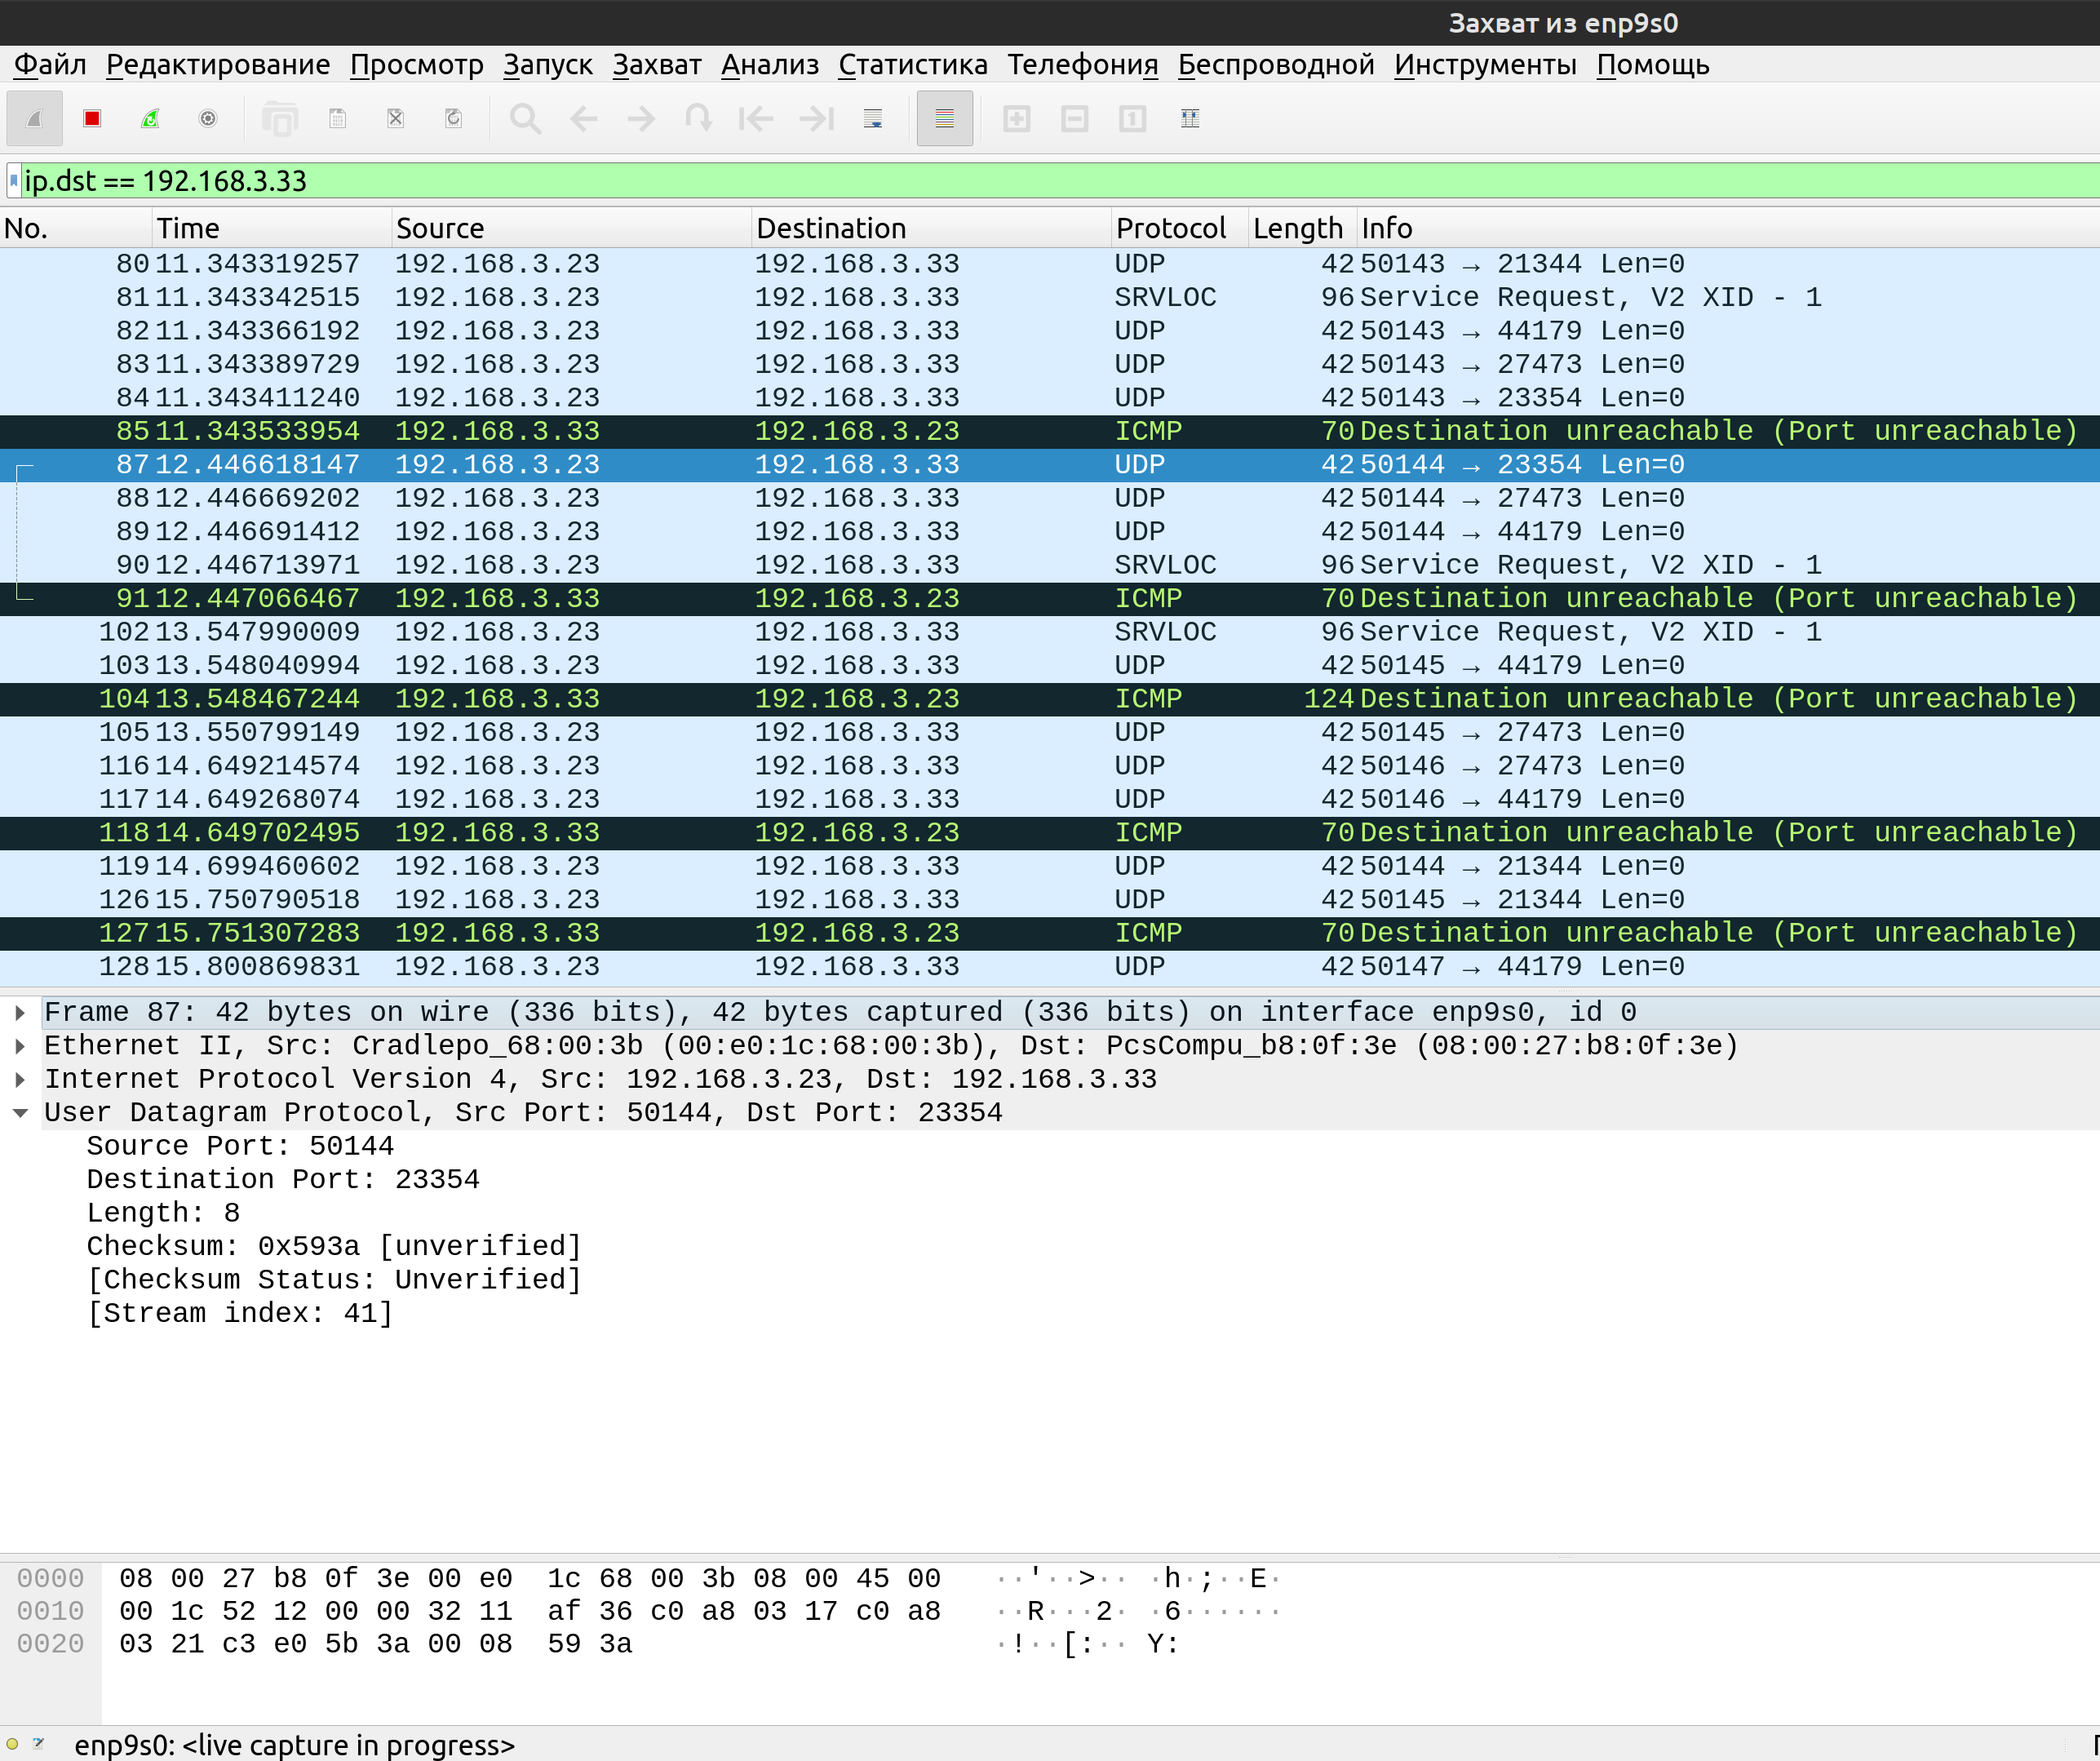 Захват из enp9s0
Файл Редактирование Просмотр Запуск Захват Анализ Статистика Телефония Беспроводной Инструменты Помощь
ip.dst == 192.168.3.33
No. Time Source Destination Protocol Length Info
80 11.343319257 192.168.3.23 192.168.3.33 UDP 42 50143 → 21344 Len=0
81 11.343342515 192.168.3.23 192.168.3.33 SRVLOC 96 Service Request, V2 XID - 1
82 11.343366192 192.168.3.23 192.168.3.33 UDP 42 50143 → 44179 Len=0
83 11.343389729 192.168.3.23 192.168.3.33 UDP 42 50143 → 27473 Len=0
84 11.343411240 192.168.3.23 192.168.3.33 UDP 42 50143 → 23354 Len=0
85 11.343533954 192.168.3.33 192.168.3.23 ICMP 70 Destination unreachable (Port unreachable)
87 12.446618147 192.168.3.23 192.168.3.33 UDP 42 50144 → 23354 Len=0
88 12.446669202 192.168.3.23 192.168.3.33 UDP 42 50144 → 27473 Len=0
89 12.446691412 192.168.3.23 192.168.3.33 UDP 42 50144 → 44179 Len=0
90 12.446713971 192.168.3.23 192.168.3.33 SRVLOC 96 Service Request, V2 XID - 1
91 12.447066467 192.168.3.33 192.168.3.23 ICMP 70 Destination unreachable (Port unreachable)
102 13.547990009 192.168.3.23 192.168.3.33 SRVLOC 96 Service Request, V2 XID - 1
103 13.548040994 192.168.3.23 192.168.3.33 UDP 42 50145 → 44179 Len=0
104 13.548467244 192.168.3.33 192.168.3.23 ICMP 124 Destination unreachable (Port unreachable)
105 13.550799149 192.168.3.23 192.168.3.33 UDP 42 50145 → 27473 Len=0
116 14.649214574 192.168.3.23 192.168.3.33 UDP 42 50146 → 27473 Len=0
117 14.649268074 192.168.3.23 192.168.3.33 UDP 42 50146 → 44179 Len=0
118 14.649702495 192.168.3.33 192.168.3.23 ICMP 70 Destination unreachable (Port unreachable)
119 14.699460602 192.168.3.23 192.168.3.33 UDP 42 50144 → 21344 Len=0
126 15.750790518 192.168.3.23 192.168.3.33 UDP 42 50145 → 21344 Len=0
127 15.751307283 192.168.3.33 192.168.3.23 ICMP 70 Destination unreachable (Port unreachable)
128 15.800869831 192.168.3.23 192.168.3.33 UDP 42 50147 → 44179 Len=0
Frame 87: 42 bytes on wire (336 bits), 42 bytes captured (336 bits) on interface enp9s0, id 0
Ethernet II, Src: Cradlepo_68:00:3b (00:e0:1c:68:00:3b), Dst: PcsCompu_b8:0f:3e (08:00:27:b8:0f:3e)
Internet Protocol Version 4, Src: 192.168.3.23, Dst: 192.168.3.33
User Datagram Protocol, Src Port: 50144, Dst Port: 23354
Source Port: 50144
Destination Port: 23354
Length: 8
Checksum: 0x593a [unverified]
[Checksum Status: Unverified]
[Stream index: 41]
0000 08 00 27 b8 0f 3e 00 e0 1c 68 00 3b 08 00 45 00 ··'··>·· ·h·;··E·
0010 00 1c 52 12 00 00 32 11 af 36 c0 a8 03 17 c0 a8 ··R···2· ·6······
0020 03 21 c3 e0 5b 3a 00 08 59 3a ·!··[:·· Y:
enp9s0: <live capture in progress>